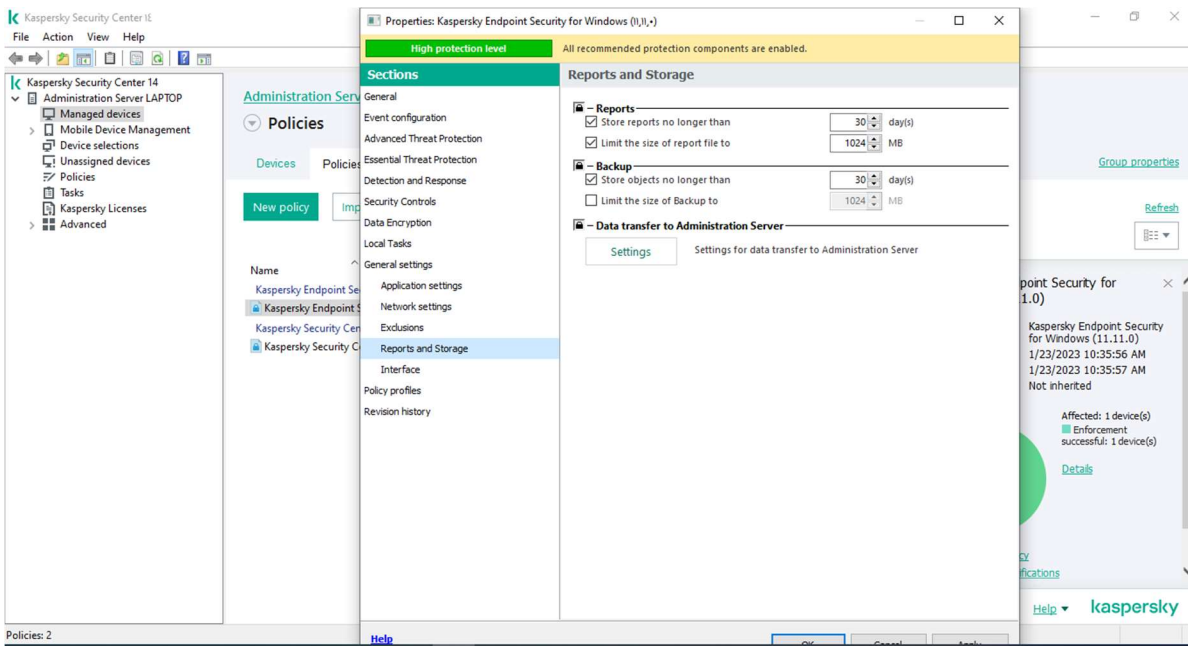 Kaspersky Security Center 14
File Action View Help
Kaspersky Security Center 14
Administration Server LAPTOP
Managed devices
Mobile Device Management
Device selections
Unassigned devices
Policies
Tasks
Kaspersky Licenses
Advanced
Policies: 2
Administration Serv
Policies
Devices Policies
New policy Imp
Name
Kaspersky Endpoint Se
Kaspersky Endpoint S
Kaspersky Security Cen
Kaspersky Security C
Properties: Kaspersky Endpoint Security for Windows
High protection level All recommended protection components are enabled.
Sections
General
Event configuration
Advanced Threat Protection
Essential Threat Protection
Detection and Response
Security Controls
Data Encryption
Local Tasks
General settings
Application settings
Network settings
Exclusions
Reports and Storage
Interface
Policy profiles
Revision history
Help
Reports and Storage
Reports
Store reports no longer than 30 day(s)
Limit the size of report file to 1024 MB
Backup
Store objects no longer than 30 day(s)
Limit the size of Backup to 1024 MB
Data transfer to Administration Server
Settings Settings for data transfer to Administration Server
OK Cancel Apply
Group properties
Refresh
point Security for
1.0)
Kaspersky Endpoint Security
for Windows (11.11.0)
1/23/2023 10:35:56 AM
1/23/2023 10:35:57 AM
Not inherited
Affected: 1 device(s)
Enforcement
successful: 1 device(s)
Details
cy
fications
Help kaspersky